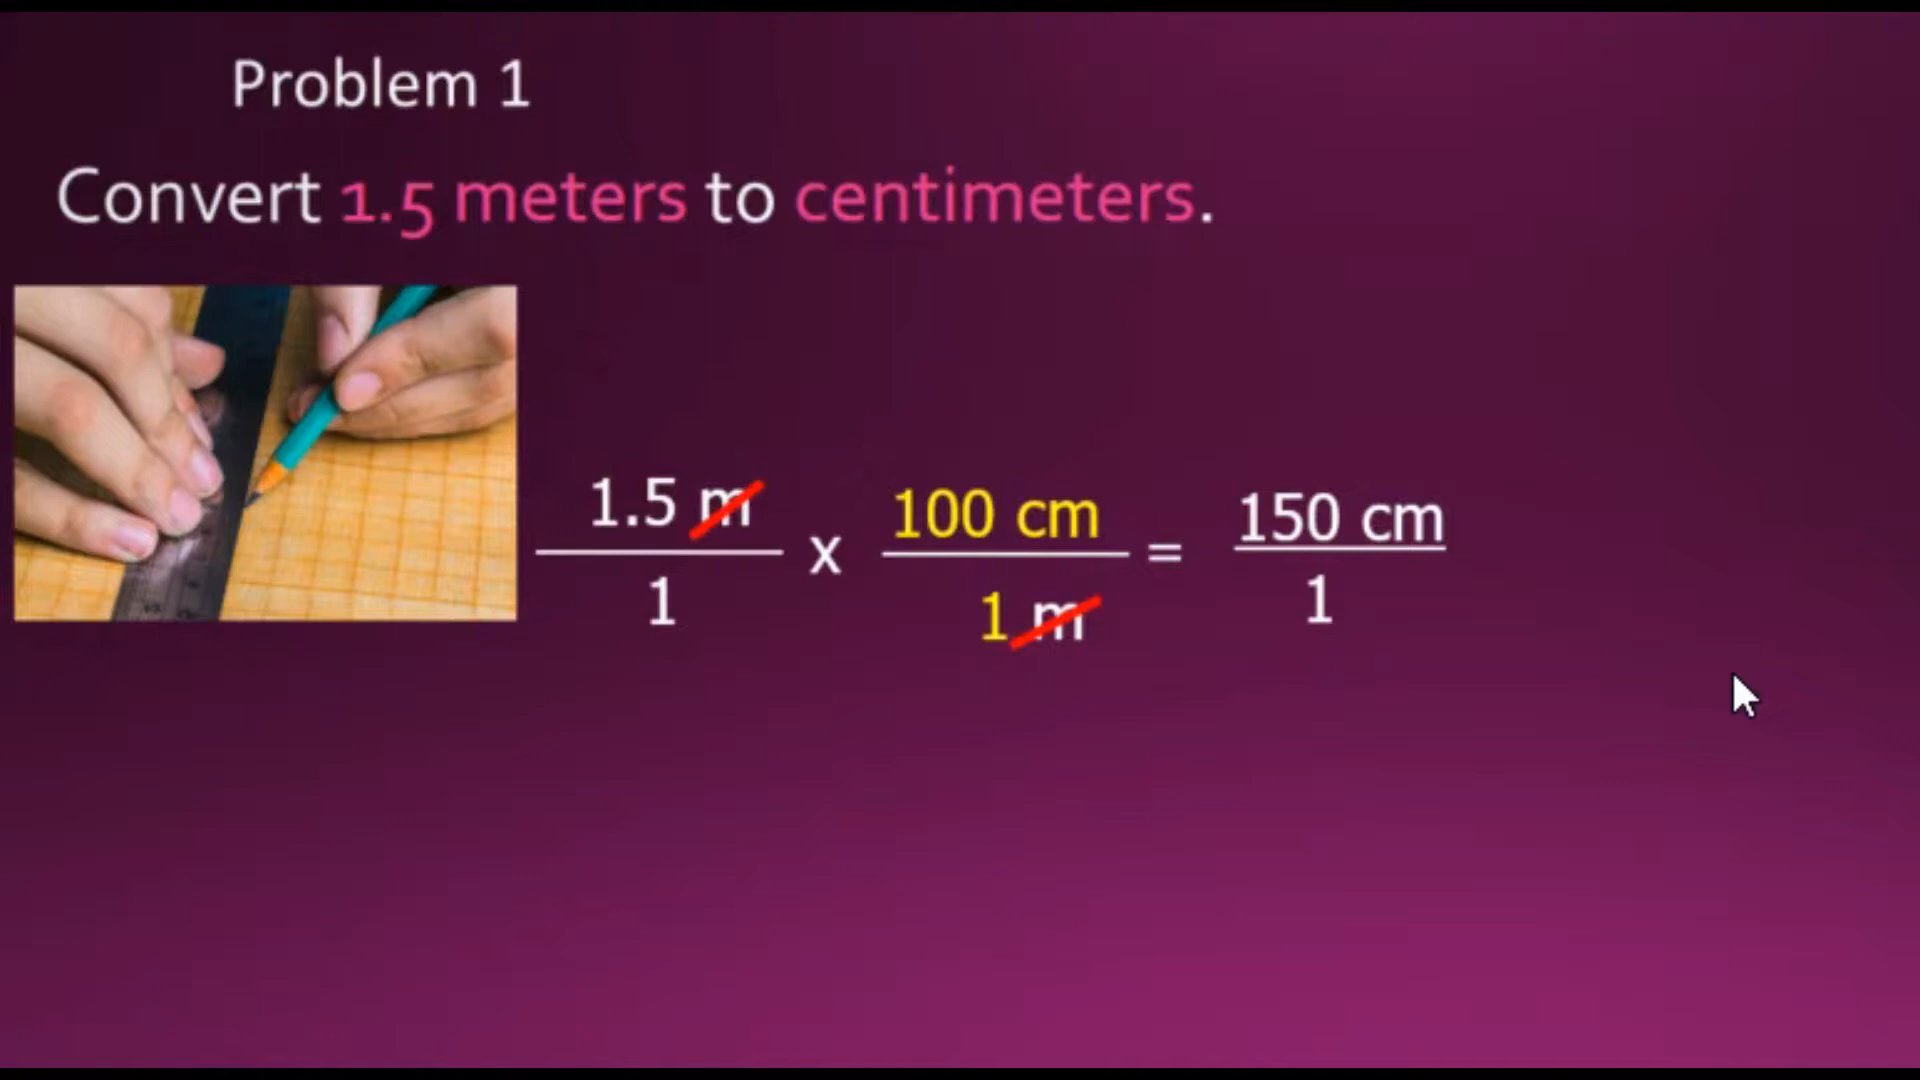 Problem 1
Convert 1.5 meters to centimeters.
1.5 m x 100 cm = 150 cm
1 1 m 1